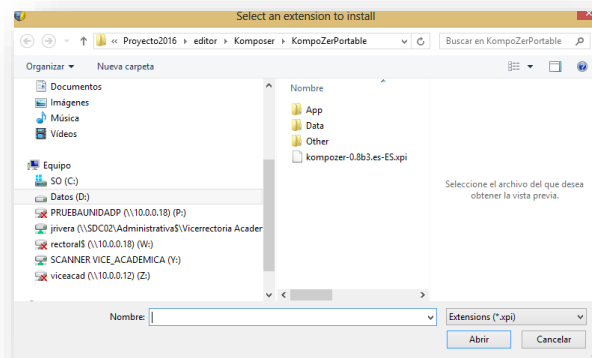 Select an extension to install
« Proyecto2016 ▸ editor ▸ Komposer ▸ KompoZerPortable
Buscar en KompoZerPortable
Organizar
Nueva carpeta
Documentos
Imágenes
Música
Vídeos
Equipo
SO (C:)
Datos (D:)
PRUEBAUNIDADP (\\10.0.0.18) (P:)
jrivera (\\SDC02\Administrativa$\Vicerrectoria Acader
rectoral$ (\\10.0.0.18) (W:)
SCANNER VICE_ACADEMICA (Y:)
viceacad (\\10.0.0.12) (Z:)
Nombre
App
Data
Other
kompozer-0.8b3.es-ES.xpi
Seleccione el archivo del que desea
obtener la vista previa.
Nombre:
Extensions (*.xpi)
Abrir
Cancelar